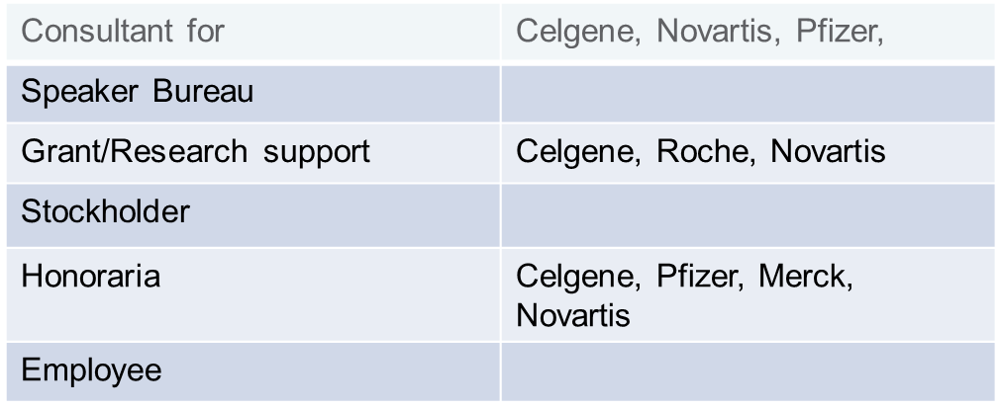 Consultant for Celgene, Novartis, Pfizer,
Speaker Bureau
Grant/Research support Celgene, Roche, Novartis
Stockholder
Honoraria Celgene, Pfizer, Merck,
Novartis
Employee